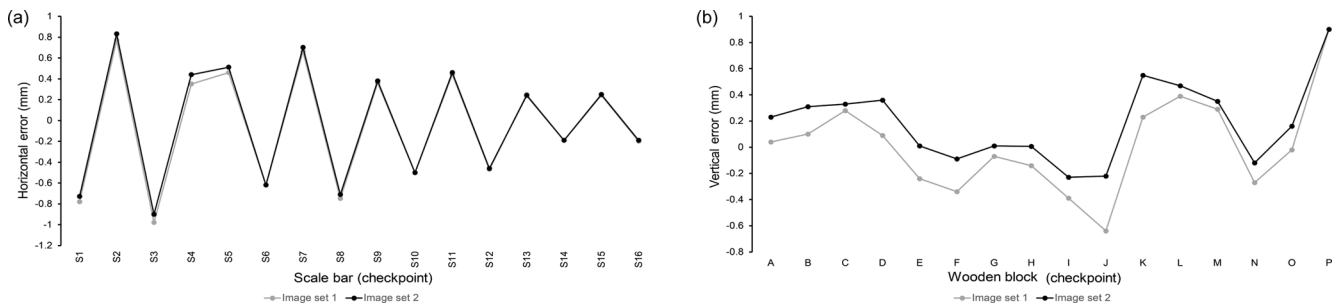 (a)
Horizontal error (mm)
1
0.8
0.6
0.4
0.2
0
-0.2
-0.4
-0.6
-0.8
-1
-1.2
S1 S2 S3 S4 S5 S6 S7 S8 S9 S10 S11 S12 S13 S14 S15 S16
Scale bar (checkpoint)
Image set 1 Image set 2
(b)
Vertical error (mm)
1
0.8
0.6
0.4
0.2
0
-0.2
-0.4
-0.6
-0.8
A B C D E F G H I J K L M N O P
Wooden block (checkpoint)
Image set 1 Image set 2